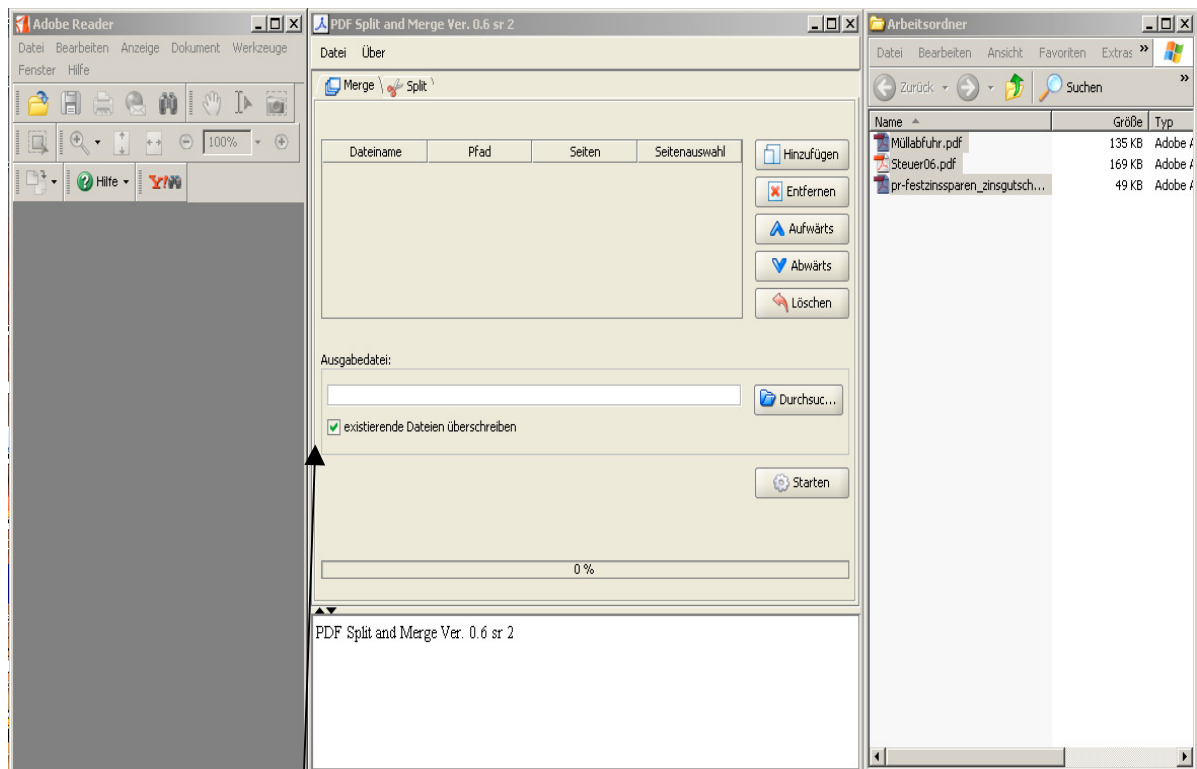 Adobe Reader
Datei Bearbeiten Anzeige Dokument Werkzeuge
Fenster Hilfe
100%
Hilfe
Y!
PDF Split and Merge Ver. 0.6 sr 2
Datei Über
Merge Split
Dateiname Pfad Seiten Seitenauswahl
Hinzufügen
Entfernen
Aufwärts
Abwärts
Löschen
Ausgabedatei:
Durchsuc...
existierende Dateien überschreiben
Starten
0 %
PDF Split and Merge Ver. 0.6 sr 2
Arbeitsordner
Datei Bearbeiten Ansicht Favoriten Extras »
Zurück Suchen »
Name Größe Typ
Müllabfuhr.pdf 135 KB Adobe
Steuer06.pdf 169 KB Adobe
pr-festzinssparen_zinsgutsch... 49 KB Adobe